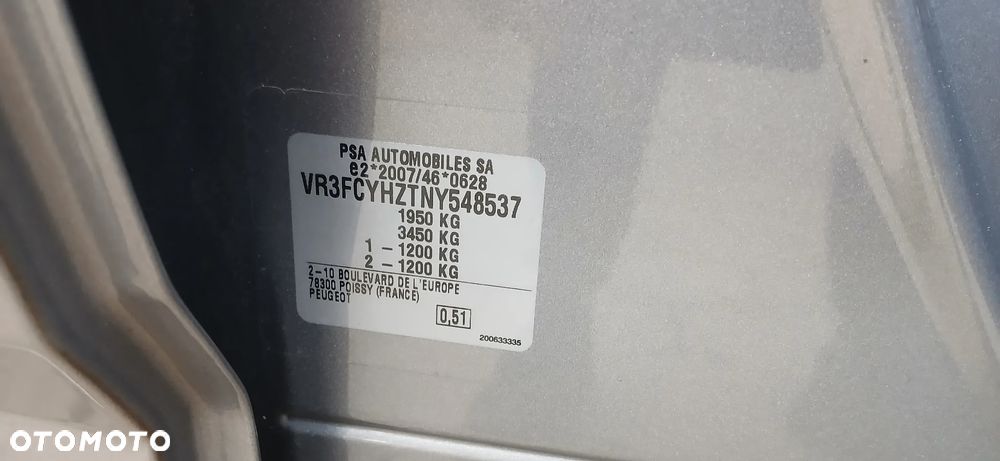 PSA AUTOMOBILES SA
e2*2007/46*0628
VR3FCYHZTNY548537
1950 KG
3450 KG
1 - 1200 KG
2 - 1200 KG
2-10 BOULEVARD DE L'EUROPE
78300 POISSY (FRANCE)
PEUGEOT
0,51
200633335
OTOMOTO